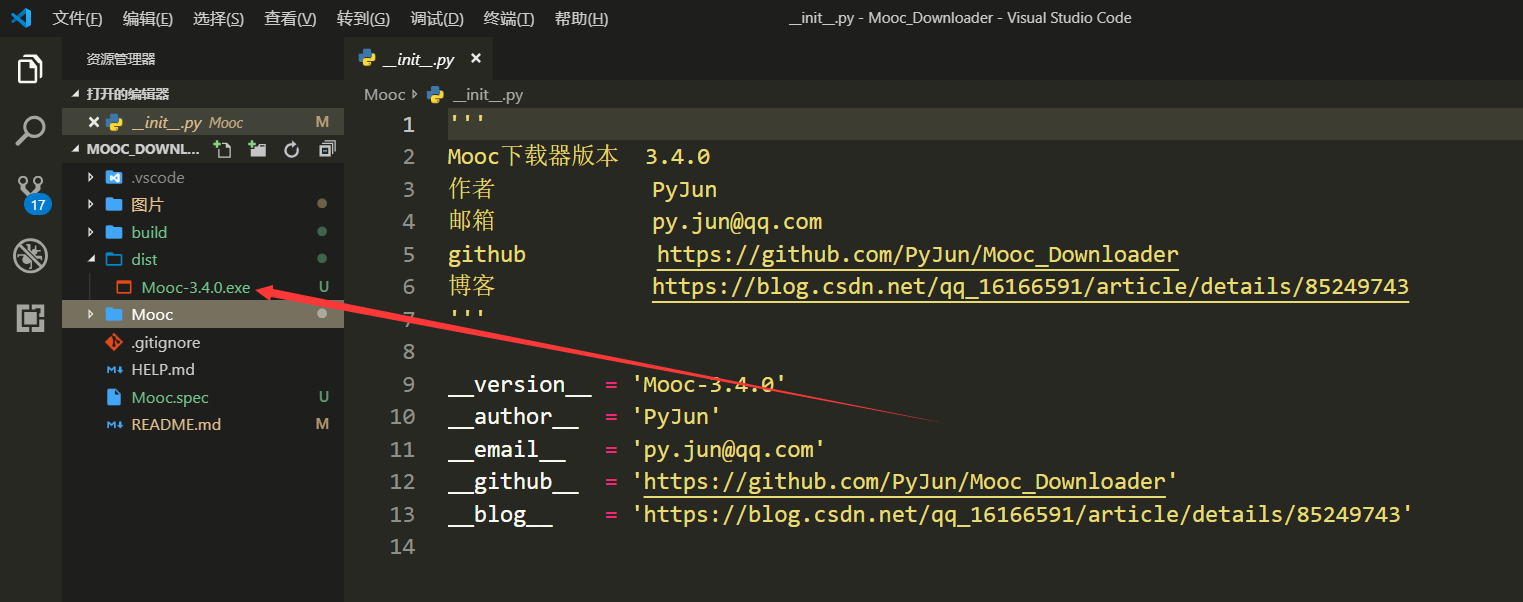 文件(F) 编辑(E) 选择(S) 查看(V) 转到(G) 调试(D) 终端(T) 帮助(H) __init__.py - Mooc_Downloader - Visual Studio Code
资源管理器
打开的编辑器
__init__.py Mooc M
MOOC_DOWNL...
.vscode
图片
build
dist
Mooc-3.4.0.exe U
Mooc
.gitignore
HELP.md
Mooc.spec U
README.md M
17
__init__.py
Mooc __init__.py
1 '''
2 Mooc下载器版本 3.4.0
3 作者 PyJun
4 邮箱 py.jun@qq.com
5 github https://github.com/PyJun/Mooc_Downloader
6 博客 https://blog.csdn.net/qq_16166591/article/details/85249743
7 '''
8
9 __version__ = 'Mooc-3.4.0'
10 __author__ = 'PyJun'
11 __email__ = 'py.jun@qq.com'
12 __github__ = 'https://github.com/PyJun/Mooc_Downloader'
13 __blog__ = 'https://blog.csdn.net/qq_16166591/article/details/85249743'
14